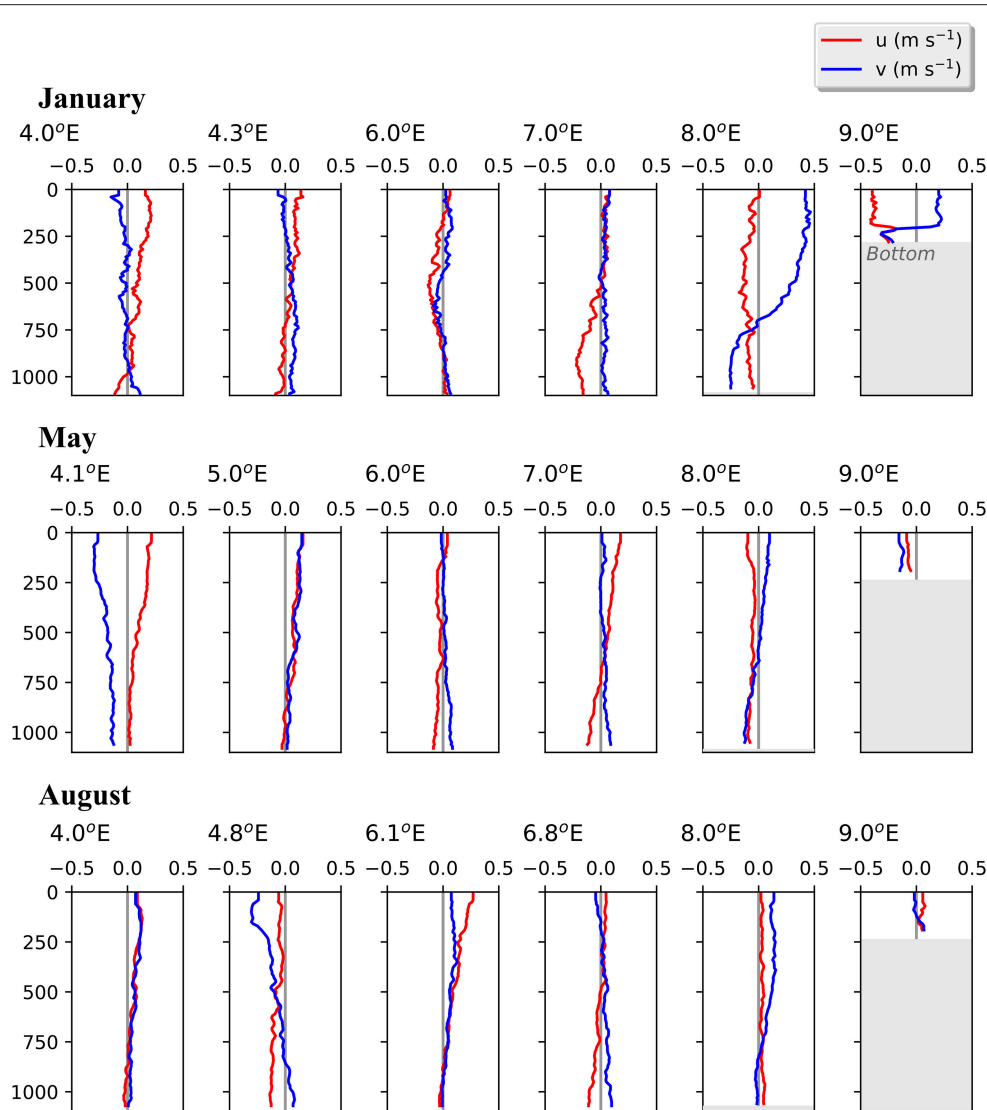 u (m s⁻¹)
v (m s⁻¹)
January
4.0°E 4.3°E 6.0°E 7.0°E 8.0°E 9.0°E
−0.5 0.0 0.5 −0.5 0.0 0.5 −0.5 0.0 0.5 −0.5 0.0 0.5 −0.5 0.0 0.5 −0.5 0.0 0.5
0
250
Bottom
500
750
1000
May
4.1°E 5.0°E 6.0°E 7.0°E 8.0°E 9.0°E
−0.5 0.0 0.5 −0.5 0.0 0.5 −0.5 0.0 0.5 −0.5 0.0 0.5 −0.5 0.0 0.5 −0.5 0.0 0.5
0
250
500
750
1000
August
4.0°E 4.8°E 6.1°E 6.8°E 8.0°E 9.0°E
−0.5 0.0 0.5 −0.5 0.0 0.5 −0.5 0.0 0.5 −0.5 0.0 0.5 −0.5 0.0 0.5 −0.5 0.0 0.5
0
250
500
750
1000